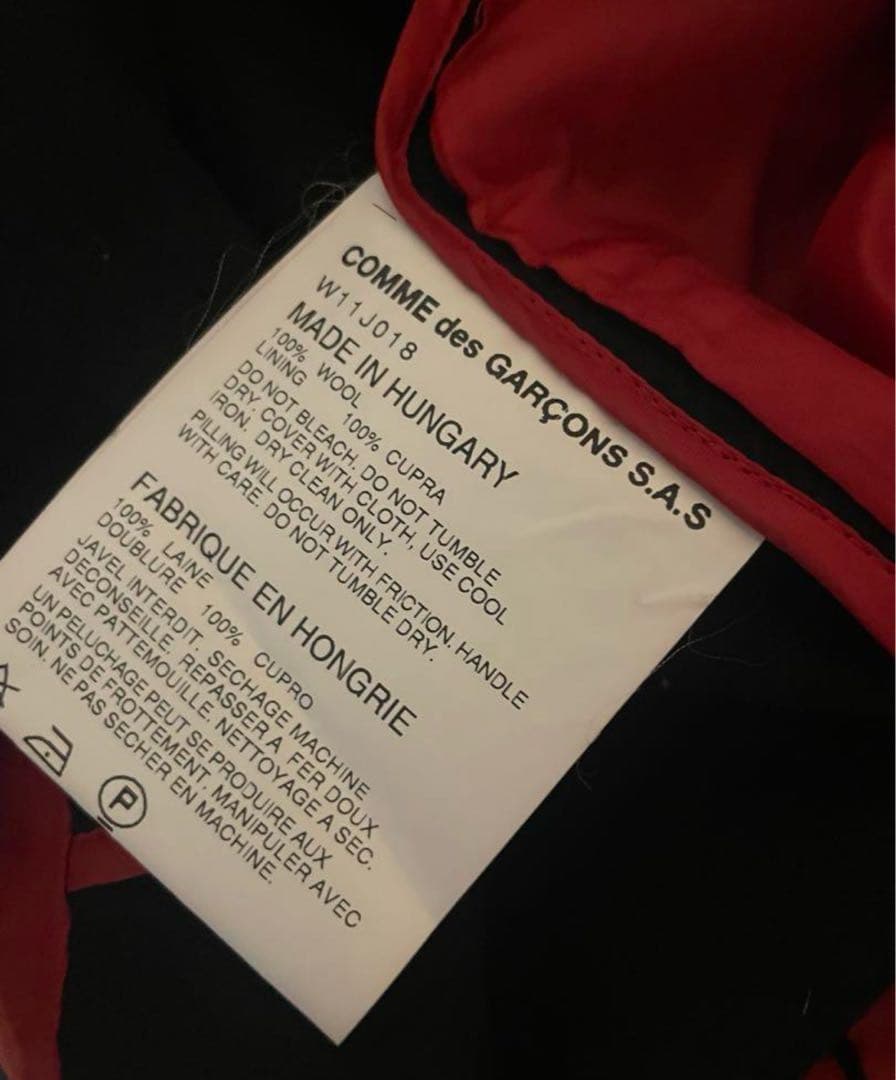 COMME des GARÇONS S.A.S
W11J018
MADE IN HUNGARY
100% WOOL
LINING 100% CUPRA
DO NOT BLEACH. DO NOT TUMBLE
DRY, COVER WITH CLOTH, USE COOL
IRON. DRY CLEAN ONLY.
PILLING WILL OCCUR WITH FRICTION. HANDLE
WITH CARE. DO NOT TUMBLE DRY.
FABRIQUE EN HONGRIE
100% LAINE
DOUBLURE 100% CUPRO
JAVEL INTERDIT. SECHAGE MACHINE
DECONSEILLE. REPASSER A FER DOUX
AVEC PATTEMOUILLE. NETTOYAGE A SEC.
UN PELUCHAGE PEUT SE PRODUIRE AUX
POINTS DE FROTTEMENT. MANIPULER AVEC
SOIN. NE PAS SECHER EN MACHINE.
P